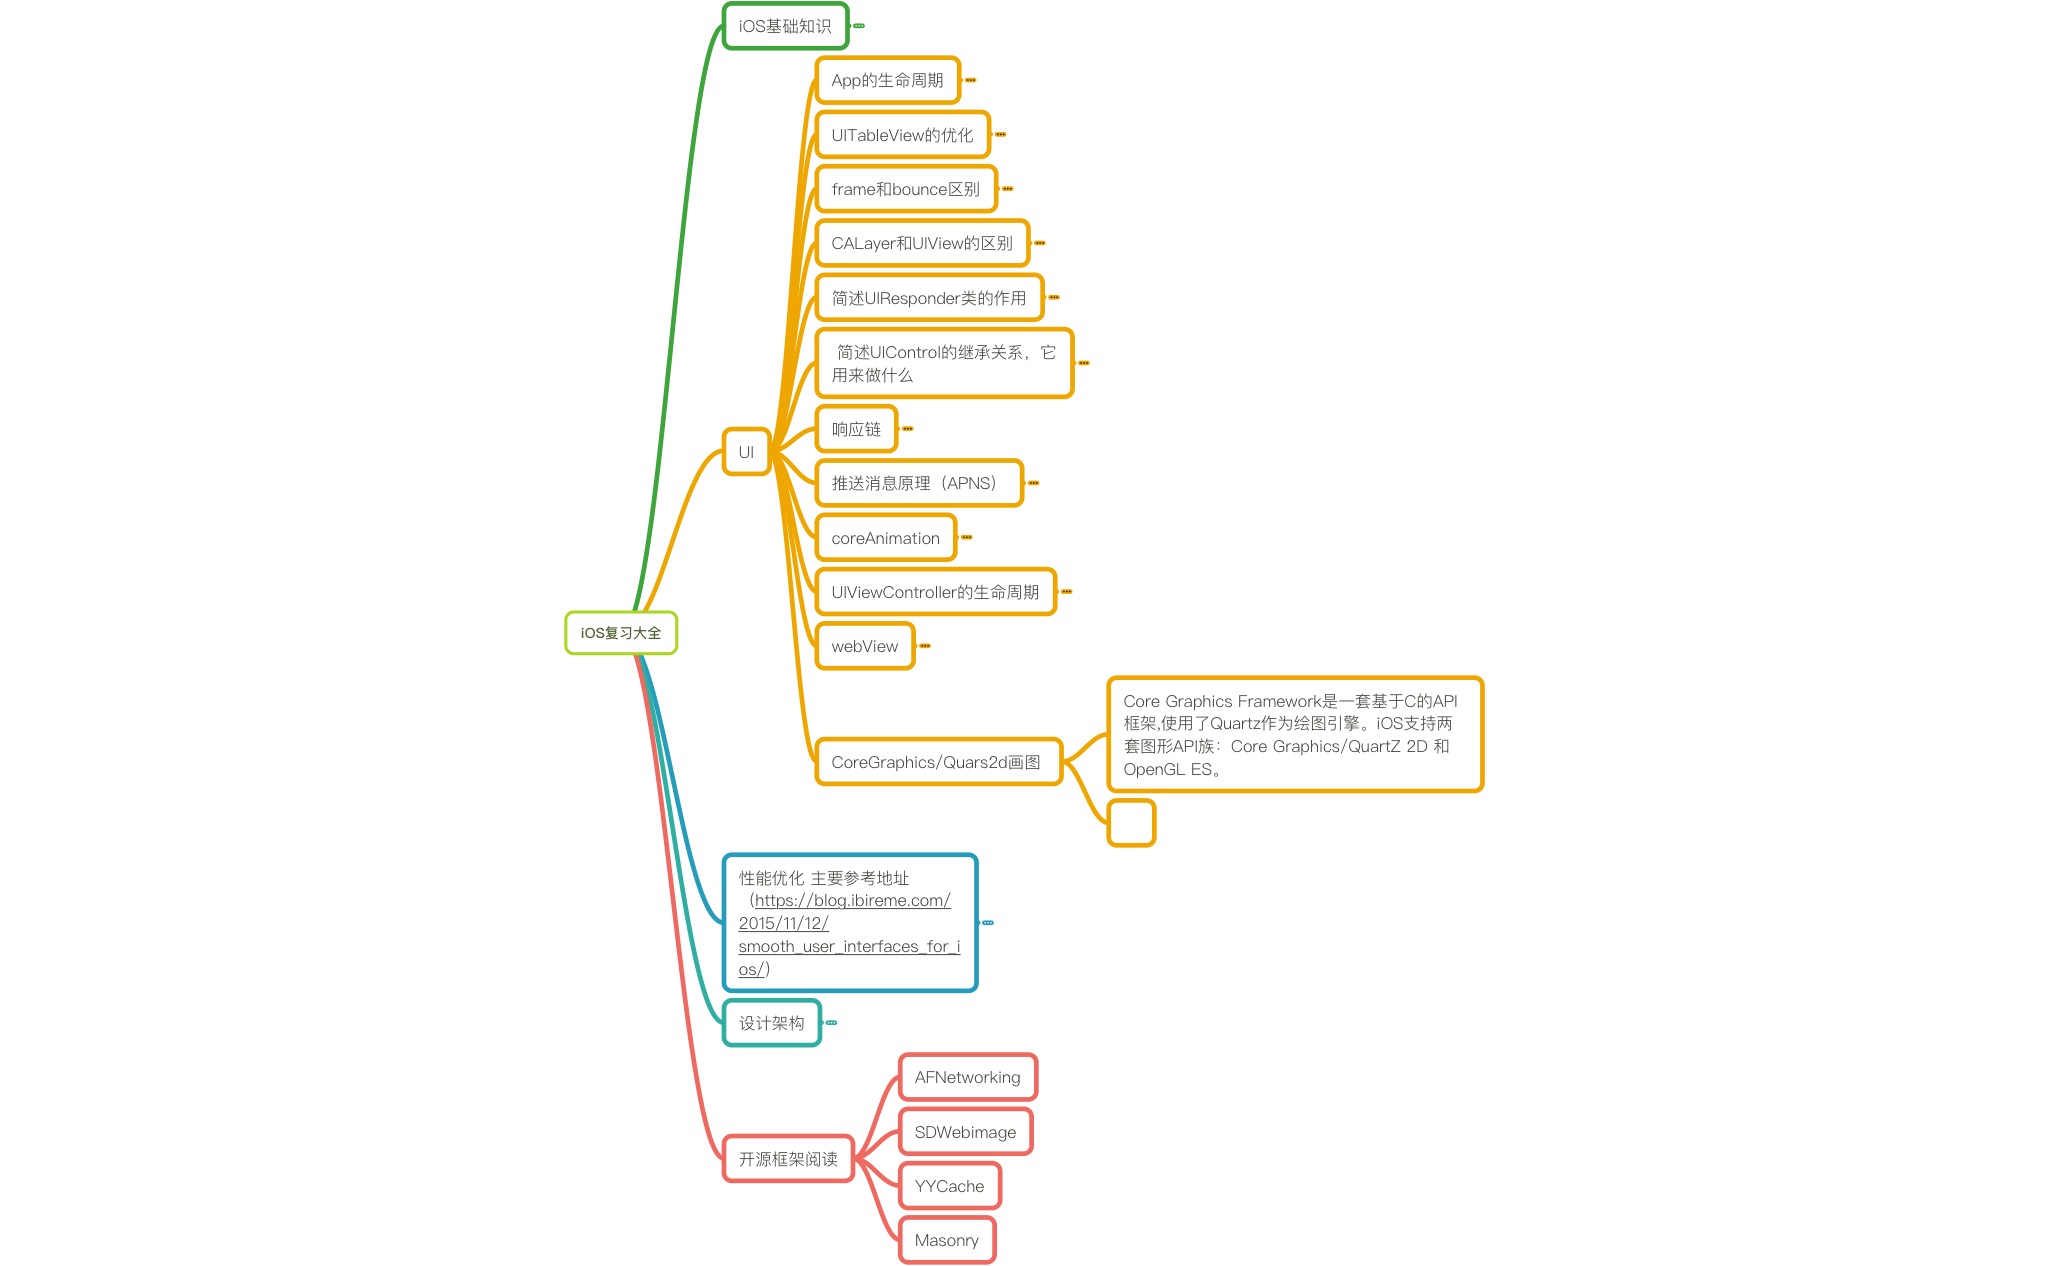 iOS基础知识
App的生命周期
UITableView的优化
frame和bounce区别
CALayer和UIView的区别
简述UIResponder类的作用
简述UIControl的继承关系，它
用来做什么
响应链
UI
推送消息原理（APNS）
coreAnimation
UIViewController的生命周期
iOS复习大全
webView
Core Graphics Framework是一套基于C的API
框架,使用了Quartz作为绘图引擎。iOS支持两
套图形API族：Core Graphics/QuartZ 2D 和
OpenGL ES。
CoreGraphics/Quars2d画图
性能优化 主要参考地址
（https://blog.ibireme.com/
2015/11/12/
smooth_user_interfaces_for_i
os/）
设计架构
AFNetworking
SDWebimage
开源框架阅读
YYCache
Masonry